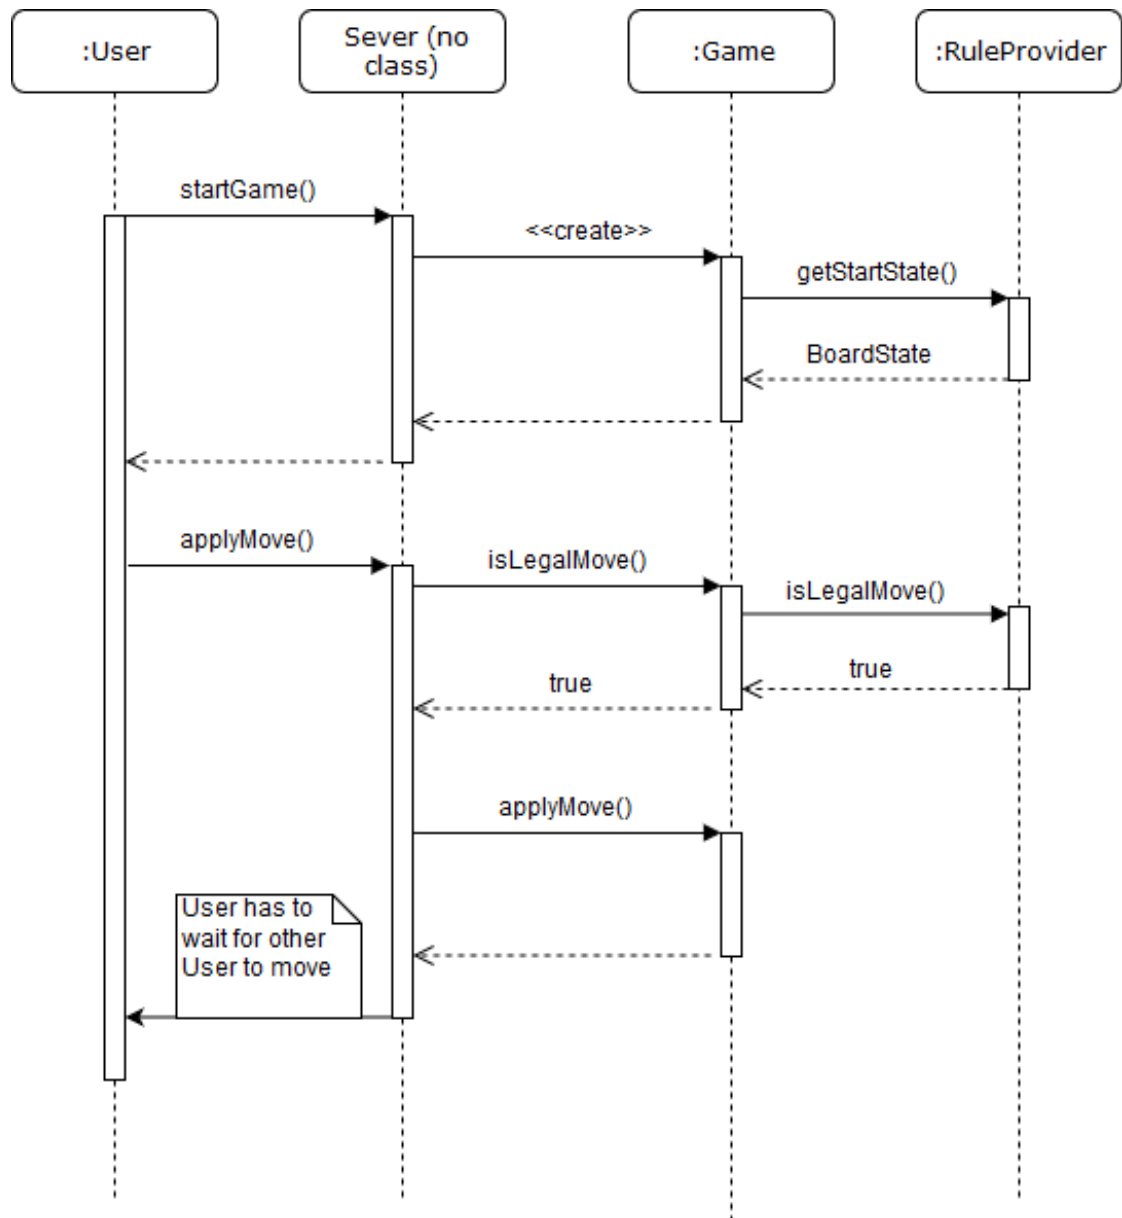 :User
Sever (no
class)
:Game
:RuleProvider
startGame()
<<create>>
getStartState()
BoardState
applyMove()
isLegalMove()
isLegalMove()
true
true
applyMove()
User has to
wait for other
User to move